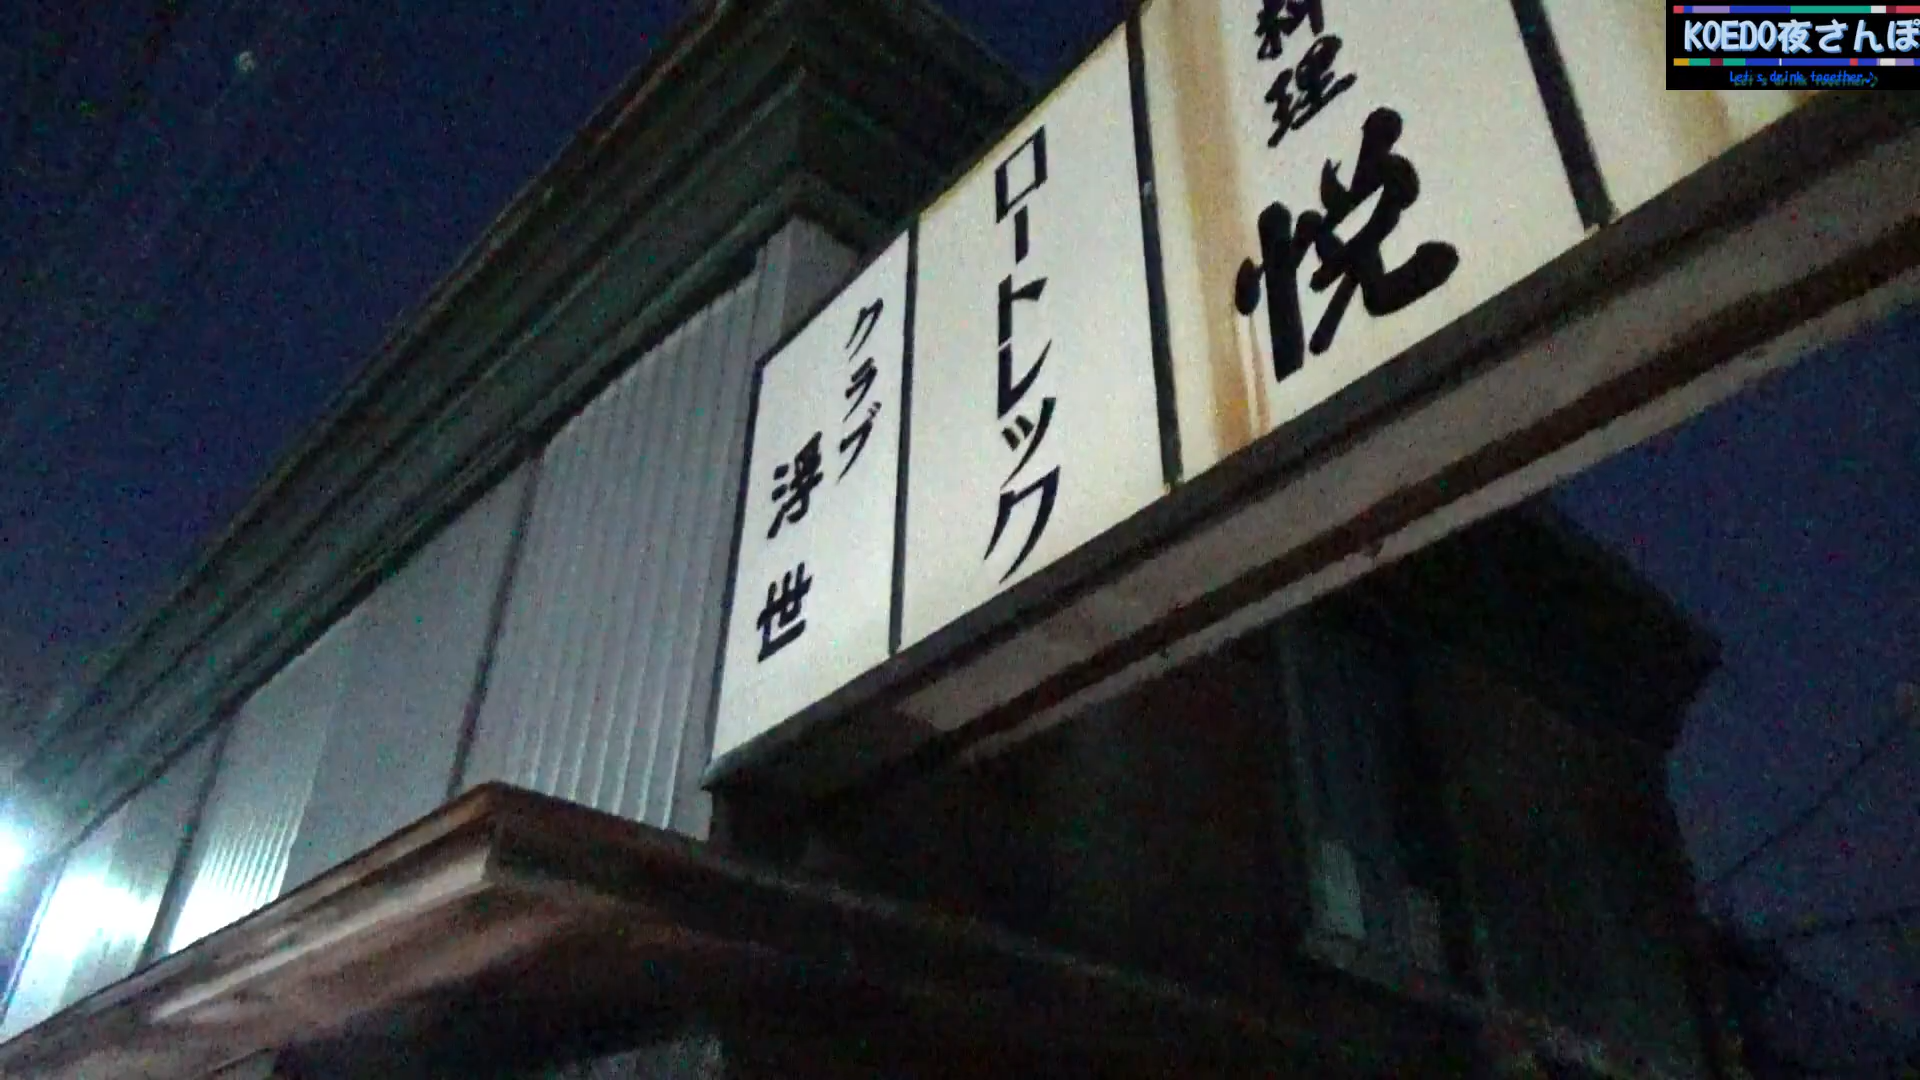 KOEDO夜さんぽ
Let's drink together♪
料理
悦
ロートレック
クラブ
浮世